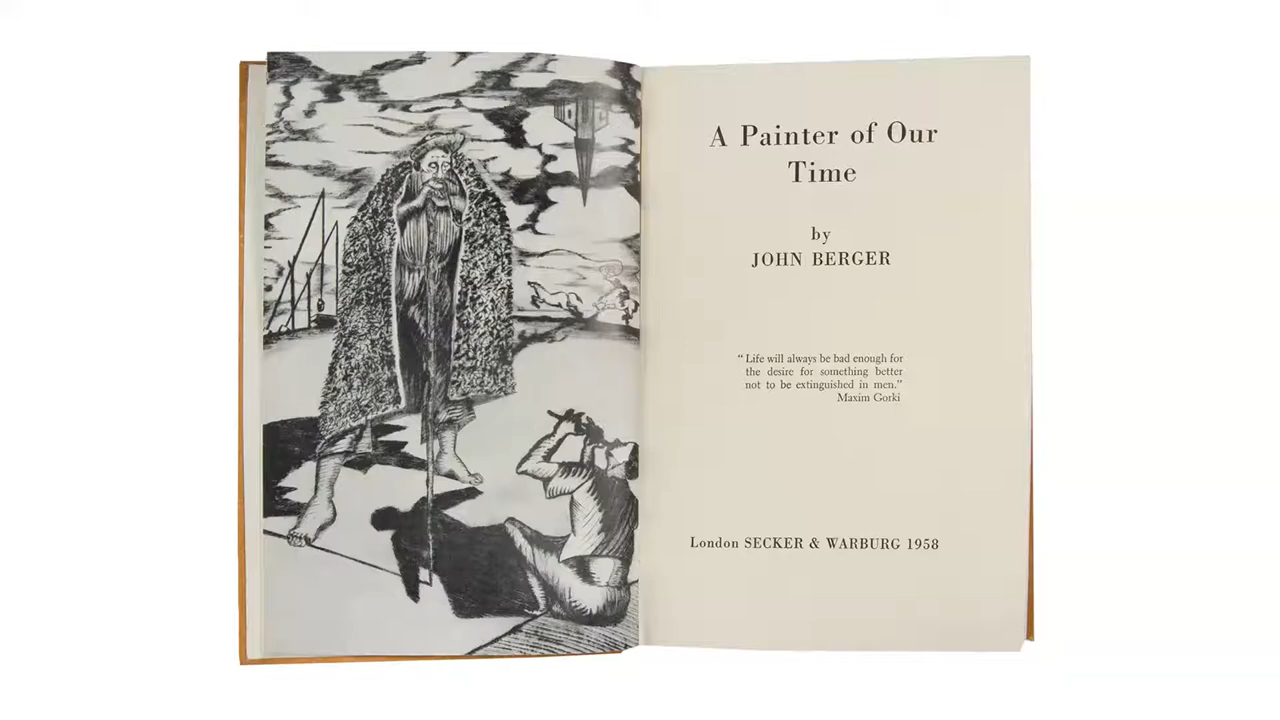 A Painter of Our
Time
by
JOHN BERGER
“ Life will always be bad enough for
the desire for something better
not to be extinguished in men.”
Maxim Gorki
London SECKER & WARBURG 1958